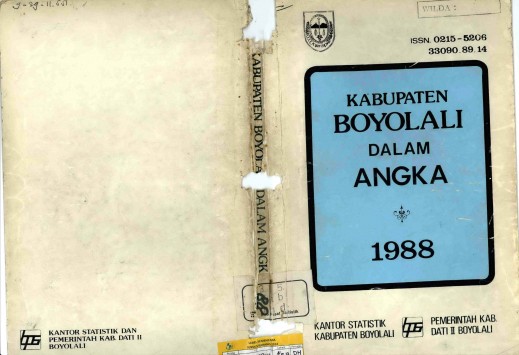 WILDA :
ISSN. 0215-5206
33090.89.14
KABUPATEN
BOYOLALI
DALAM
ANGKA
1988
KANTOR STATISTIK
KABUPATEN BOYOLALI
PEMERINTAH KAB.
DATI II BOYOLALI
KABUPATEN BOYOLA DALAM ANGK
KANTOR STATISTIK DAN
PEMERINTAH KAB. DATI II
BOYOLALI